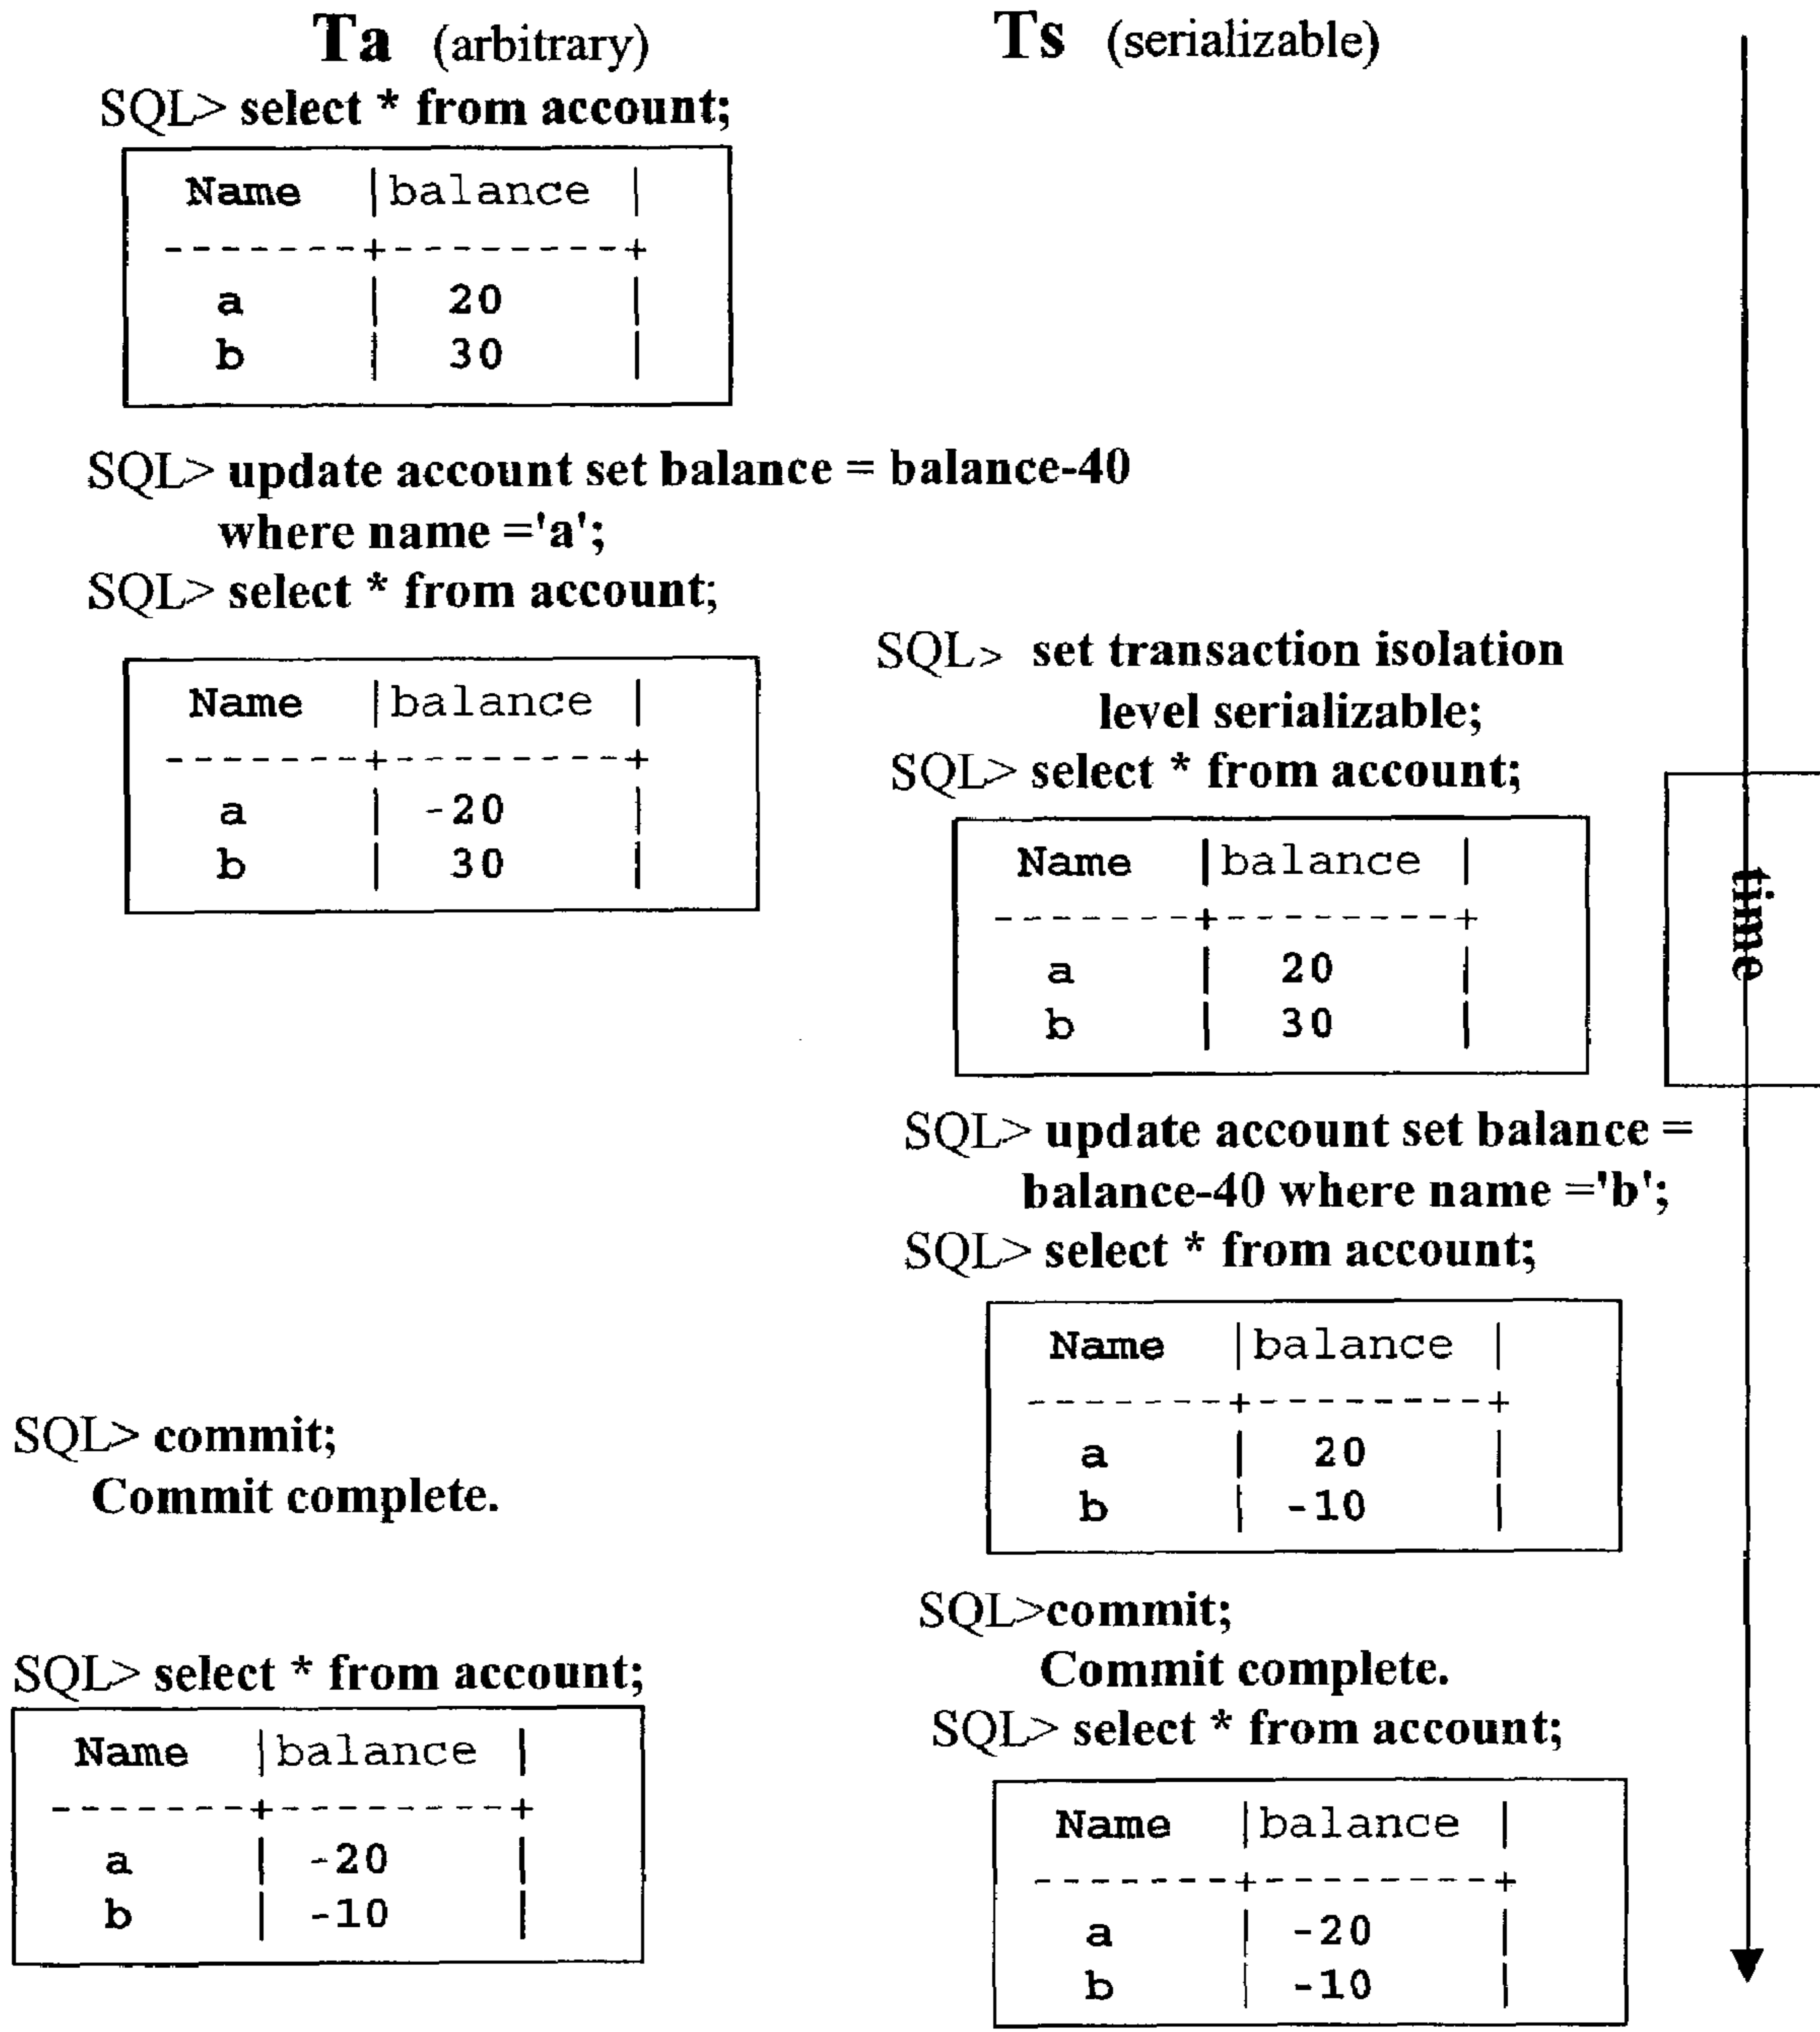 Ta (arbitrary)
SQL> select * from account;
Name |balance |
-------+---------+
a | 20 |
b | 30 |
SQL> update account set balance = balance-40
where name ='a';
SQL> select * from account;
Name |balance |
-------+---------+
a | -20 |
b | 30 |
SQL> commit;
Commit complete.
SQL> select * from account;
Name |balance |
-------+---------+
a | -20 |
b | -10 |
Ts (serializable)
SQL> set transaction isolation
level serializable;
SQL> select * from account;
Name |balance |
-------+---------+
a | 20 |
b | 30 |
SQL> update account set balance =
balance-40 where name ='b';
SQL> select * from account;
Name |balance |
-------+---------+
a | 20 |
b | -10 |
SQL>commit;
Commit complete.
SQL> select * from account;
Name |balance |
-------+---------+
a | -20 |
b | -10 |
time